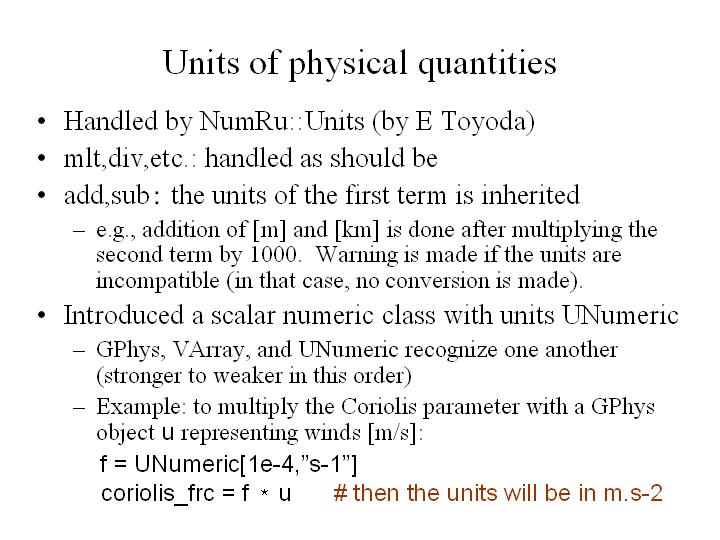 Units of physical quantities
• Handled by NumRu::Units (by E Toyoda)
• mlt,div,etc.: handled as should be
• add,sub: the units of the first term is inherited
– e.g., addition of [m] and [km] is done after multiplying the
second term by 1000.  Warning is made if the units are
incompatible (in that case, no conversion is made).
• Introduced a scalar numeric class with units UNumeric
– GPhys, VArray, and UNumeric recognize one another
(stronger to weaker in this order)
– Example: to multiply the Coriolis parameter with a GPhys
object u representing winds [m/s]:
f = UNumeric[1e-4,”s-1”]
coriolis_frc = f * u    # then the units will be in m.s-2